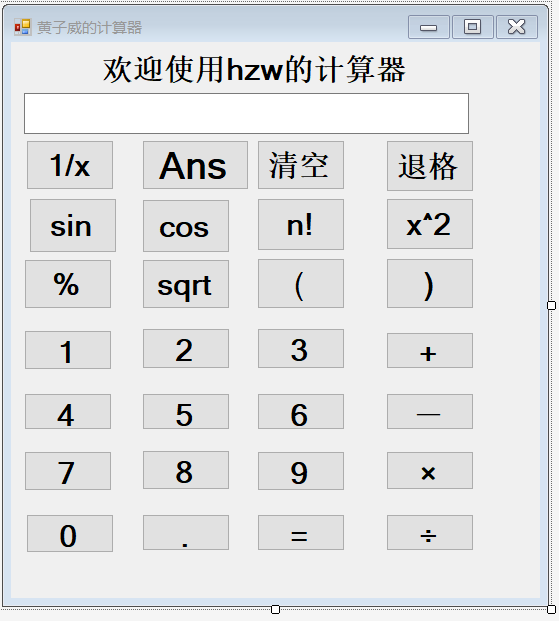 黄子威的计算器
欢迎使用hzw的计算器
1/x Ans 清空 退格
sin cos n! x^2
% sqrt ( )
1 2 3 +
4 5 6 －
7 8 9 ×
0 . = ÷